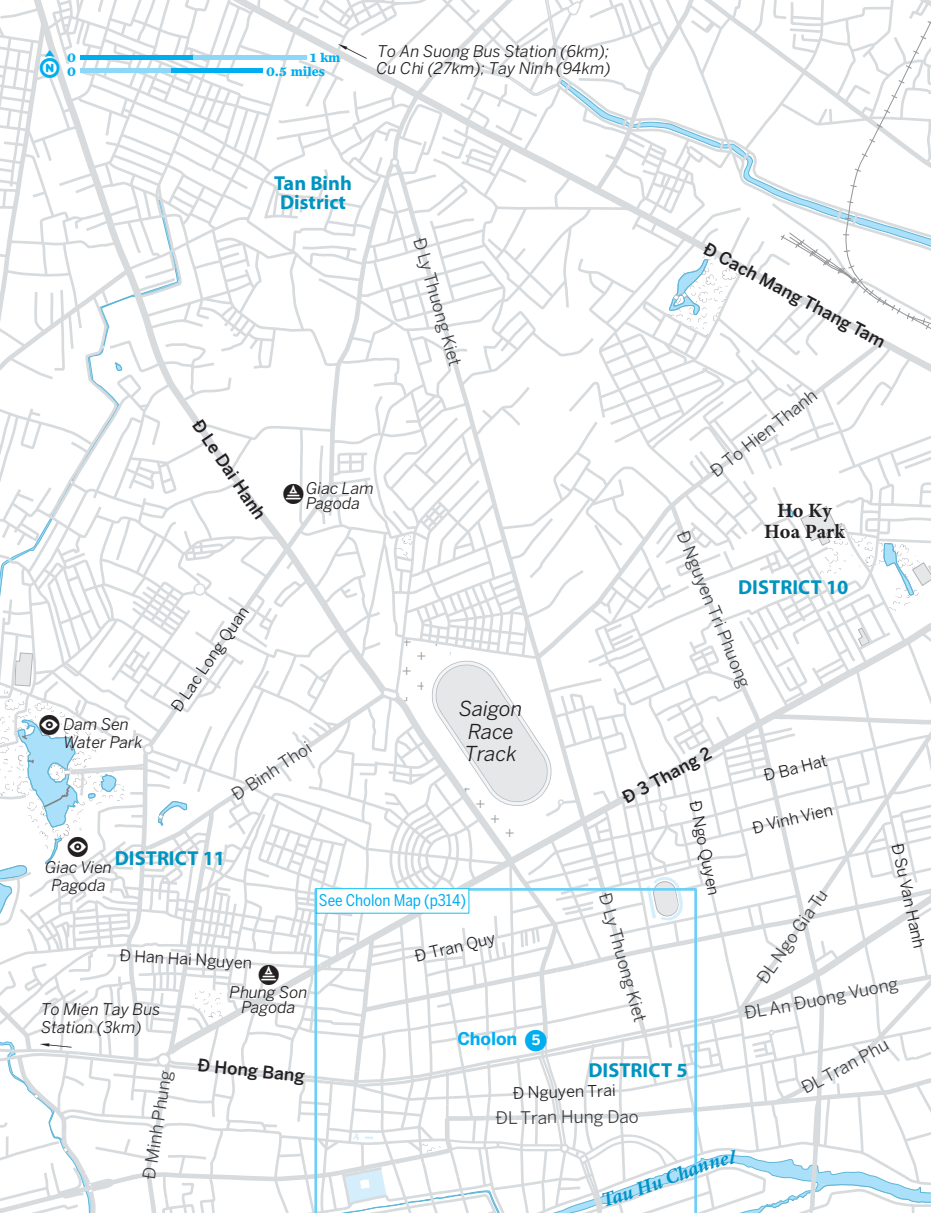 0
1 km
N
0
0.5 miles
To An Suong Bus Station (6km);
Cu Chi (27km); Tay Ninh (94km)
Tan Binh
District
Đ Ly Thuong Kiet
Đ Cach Mang Thang Tam
Đ To Hien Thanh
Đ Le Dai Hanh
Giac Lam
Pagoda
Ho Ky
Hoa Park
Đ Nguyen Tri Phuong
DISTRICT 10
Đ Lac Long Quan
Saigon
Race
Track
Dam Sen
Water Park
Đ Binh Thoi
Đ 3 Thang 2
Đ Ba Hat
Đ Vinh Vien
Đ Ngo Quyen
Giac Vien
Pagoda
DISTRICT 11
Đ Su Van Hanh
See Cholon Map (p314)
Đ Ly Thuong Kiet
ĐL Ngo Gia Tu
Đ Tran Quy
Đ Han Hai Nguyen
Phung Son
Pagoda
ĐL An Duong Vuong
To Mien Tay Bus
Station (3km)
Cholon 5
DISTRICT 5
Đ Hong Bang
ĐL Tran Phu
Đ Nguyen Trai
ĐL Tran Hung Dao
Đ Minh Phung
Tau Hu Channel